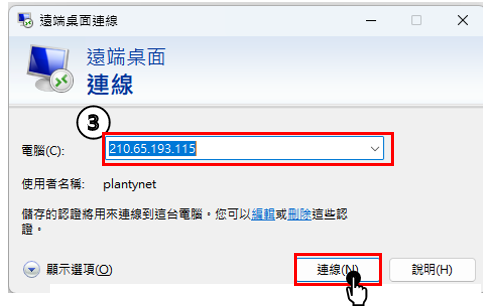 遠端桌面連線
遠端桌面
連線
3
電腦(C):
210.65.193.115
使用者名稱:
plantynet
儲存的認證將用來連線到這台電腦。您可以編輯或刪除這些認
證。
顯示選項(O)
連線(N)
說明(H)